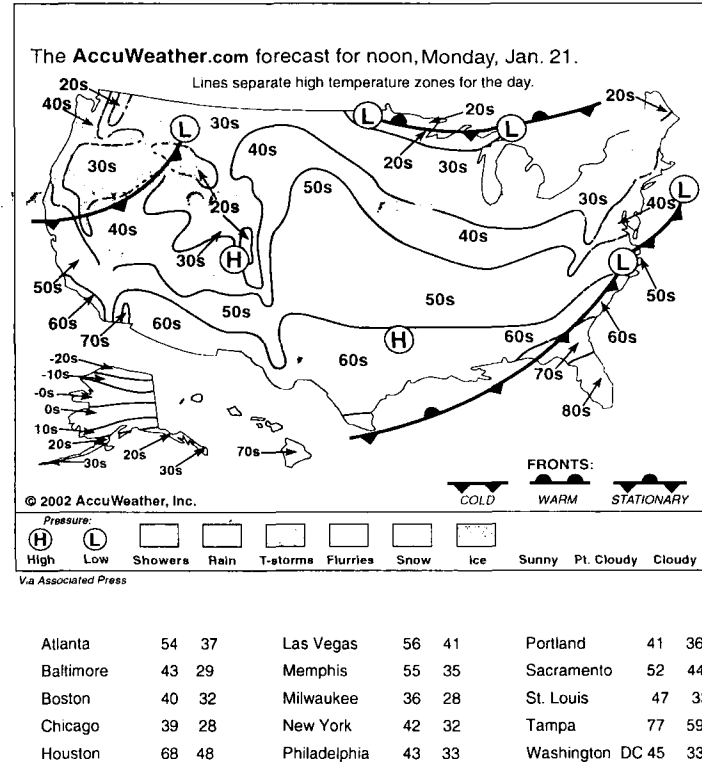 The AccuWeather.com forecast for noon, Monday, Jan. 21.
Lines separate high temperature zones for the day.
20s
40s
30s
L
30s
40s
50s
20s
30s
H
40s
50s
60s
70s
60s
50s
L
20s
30s
L
20s
20s
30s
40s
L
40s
50s
L
50s
60s
H
60s
60s
70s
80s
-20s
-10s
-0s
0s
10s
20s
30s
20s
30s
70s
© 2002 AccuWeather, Inc.
FRONTS:
COLD WARM STATIONARY
Pressure:
H L
High Low Showers Rain T-storms Flurries Snow Ice Sunny Pt. Cloudy Cloudy
Via Associated Press
Atlanta 54 37 Las Vegas 56 41 Portland 41 36
Baltimore 43 29 Memphis 55 35 Sacramento 52 44
Boston 40 32 Milwaukee 36 28 St. Louis 47
Chicago 39 28 New York 42 32 Tampa 77 59
Houston 68 48 Philadelphia 43 33 Washington DC 45 33